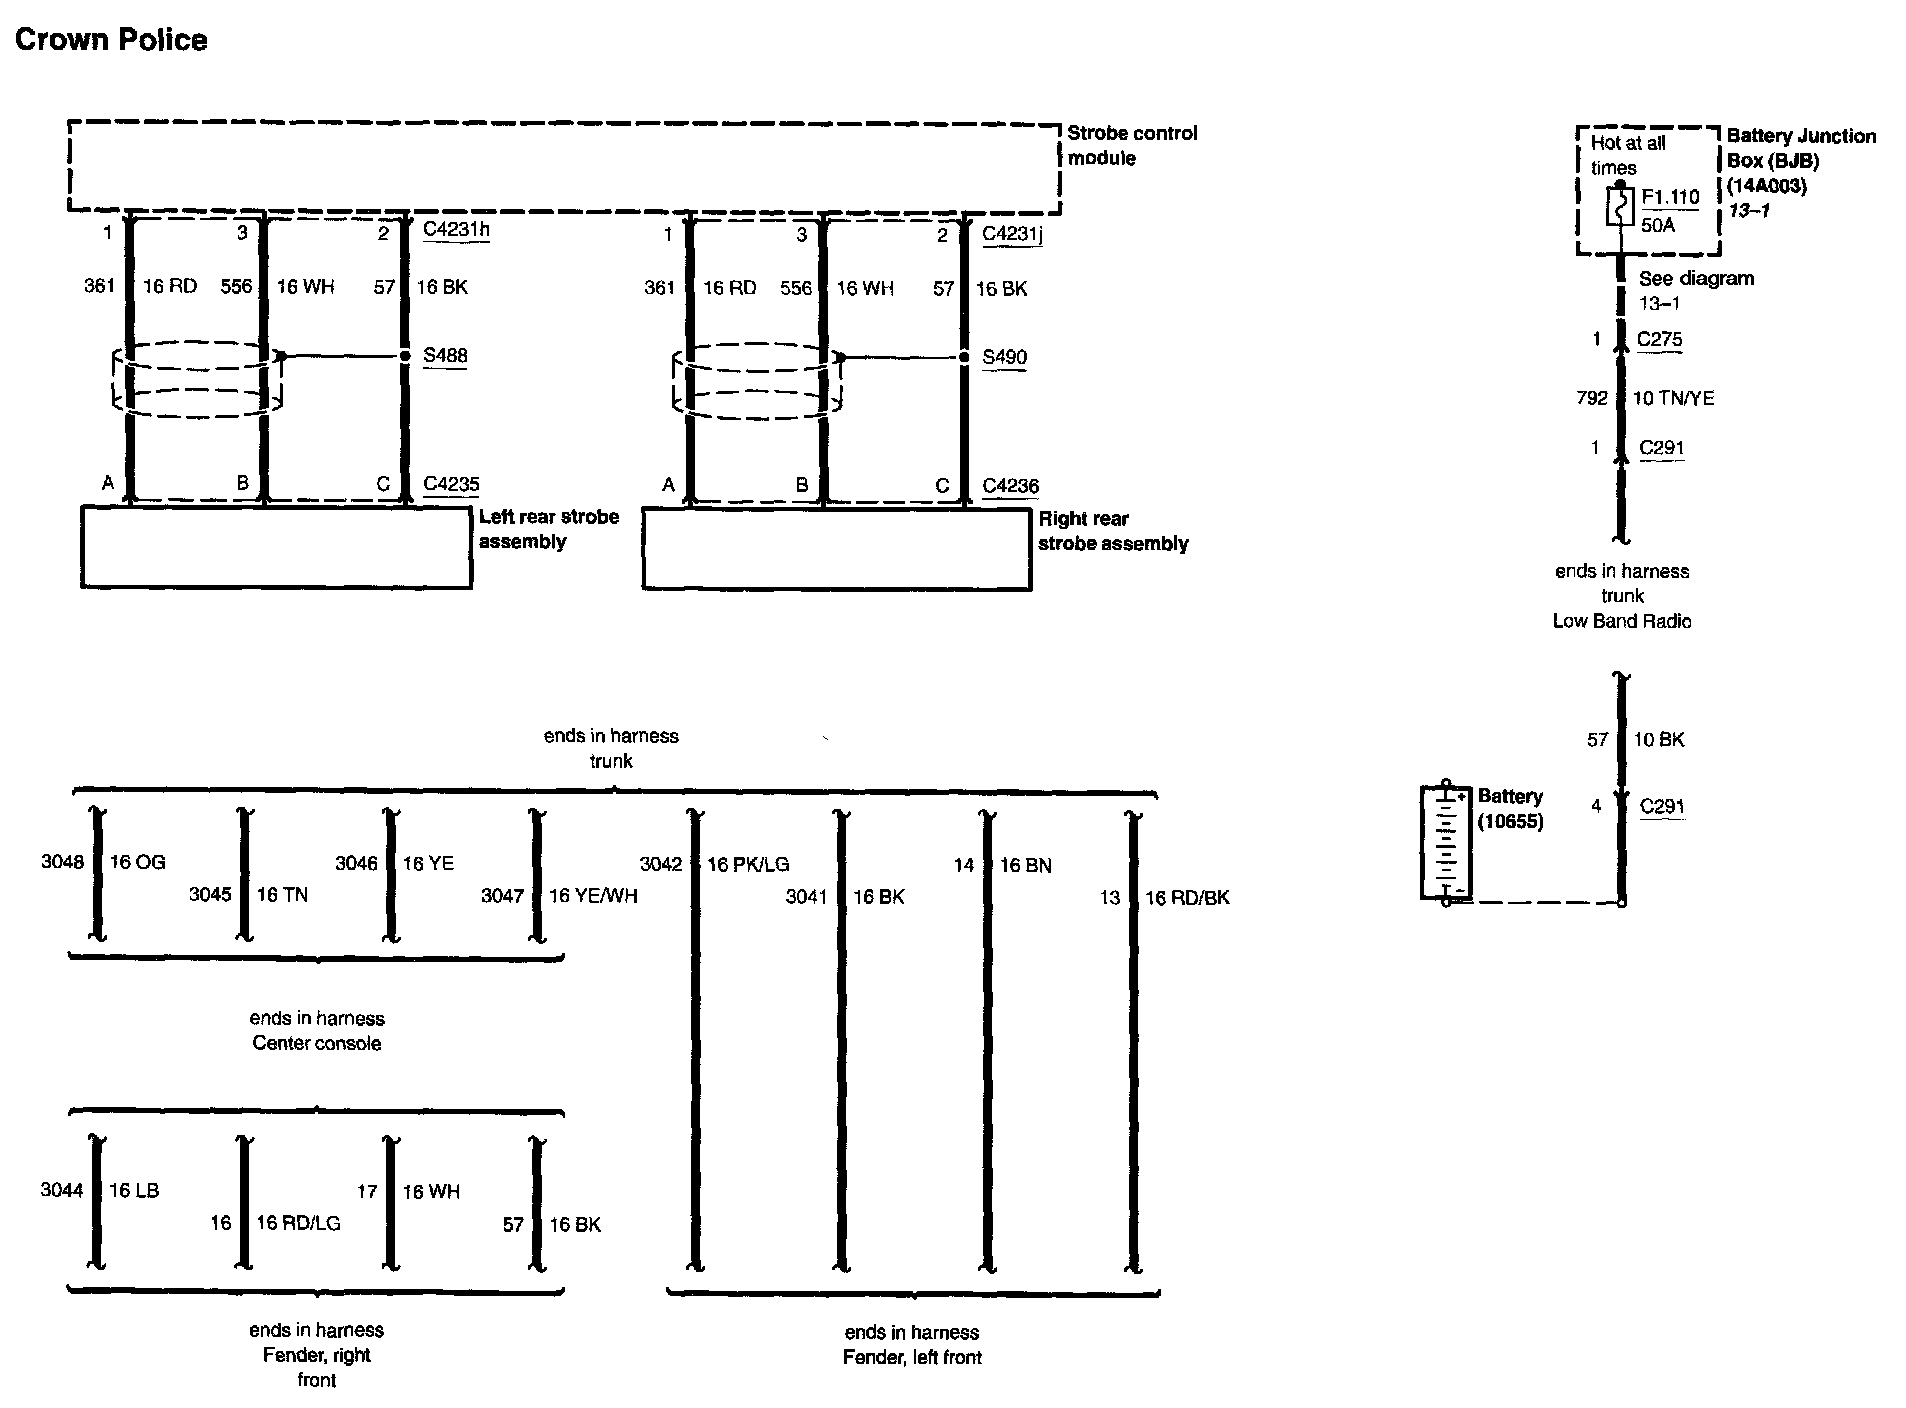 Crown Police
Strobe control
module
1
3
2
C4231h
361
16 RD
556
16 WH
57
16 BK
S488
A
B
C
C4235
Left rear strobe
assembly
1
3
2
C4231j
361
16 RD
556
16 WH
57
16 BK
S490
A
B
C
C4236
Right rear
strobe assembly
Hot at all
times
F1.110
50A
Battery Junction
Box (BJB)
(14A003)
13–1
See diagram
13–1
1
C275
792
10 TN/YE
1
C291
ends in harness
trunk
Low Band Radio
57
10 BK
4
C291
+
-
Battery
(10655)
ends in harness
trunk
3048
16 OG
3045
16 TN
3046
16 YE
3047
16 YE/WH
3042
16 PK/LG
3041
16 BK
14
16 BN
13
16 RD/BK
ends in harness
Center console
3044
16 LB
16
16 RD/LG
17
16 WH
57
16 BK
ends in harness
Fender, right
front
ends in harness
Fender, left front